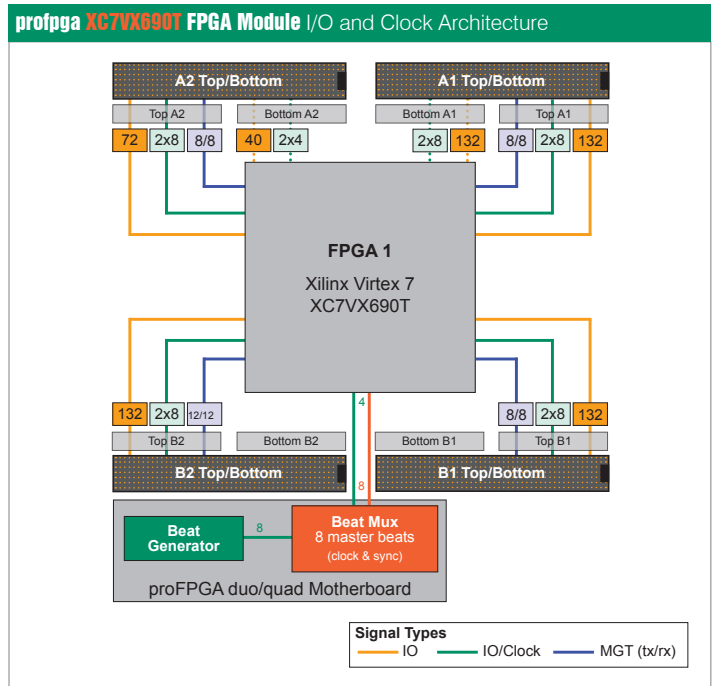 profpga XC7VX690T FPGA Module I/O and Clock Architecture
A2 Top/Bottom
A1 Top/Bottom
Top A2
Bottom A2
Bottom A1
Top A1
72
2x8
8/8
40
2x4
2x8
132
8/8
2x8
132
FPGA 1
Xilinx Virtex 7
XC7VX690T
132
2x8
12/12
4
8/8
2x8
132
Top B2
Bottom B2
Bottom B1
Top B1
B2 Top/Bottom
B1 Top/Bottom
8
Beat
Generator
8
Beat Mux
8 master beats
(clock & sync)
proFPGA duo/quad Motherboard
Signal Types
IO
IO/Clock
MGT (tx/rx)